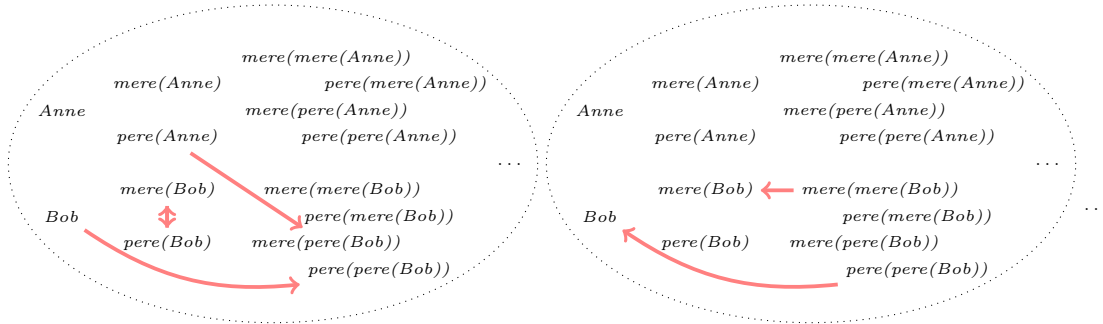 mere(mere(Anne))
mere(Anne) pere(mere(Anne))
Anne mere(pere(Anne))
pere(Anne) pere(pere(Anne))
...
mere(Bob) mere(mere(Bob))
Bob pere(mere(Bob))
pere(Bob) mere(pere(Bob))
pere(pere(Bob))
mere(mere(Anne))
mere(Anne) pere(mere(Anne))
Anne mere(pere(Anne))
pere(Anne) pere(pere(Anne))
...
mere(Bob) mere(mere(Bob))
Bob pere(mere(Bob))
pere(Bob) mere(pere(Bob))
pere(pere(Bob))
..